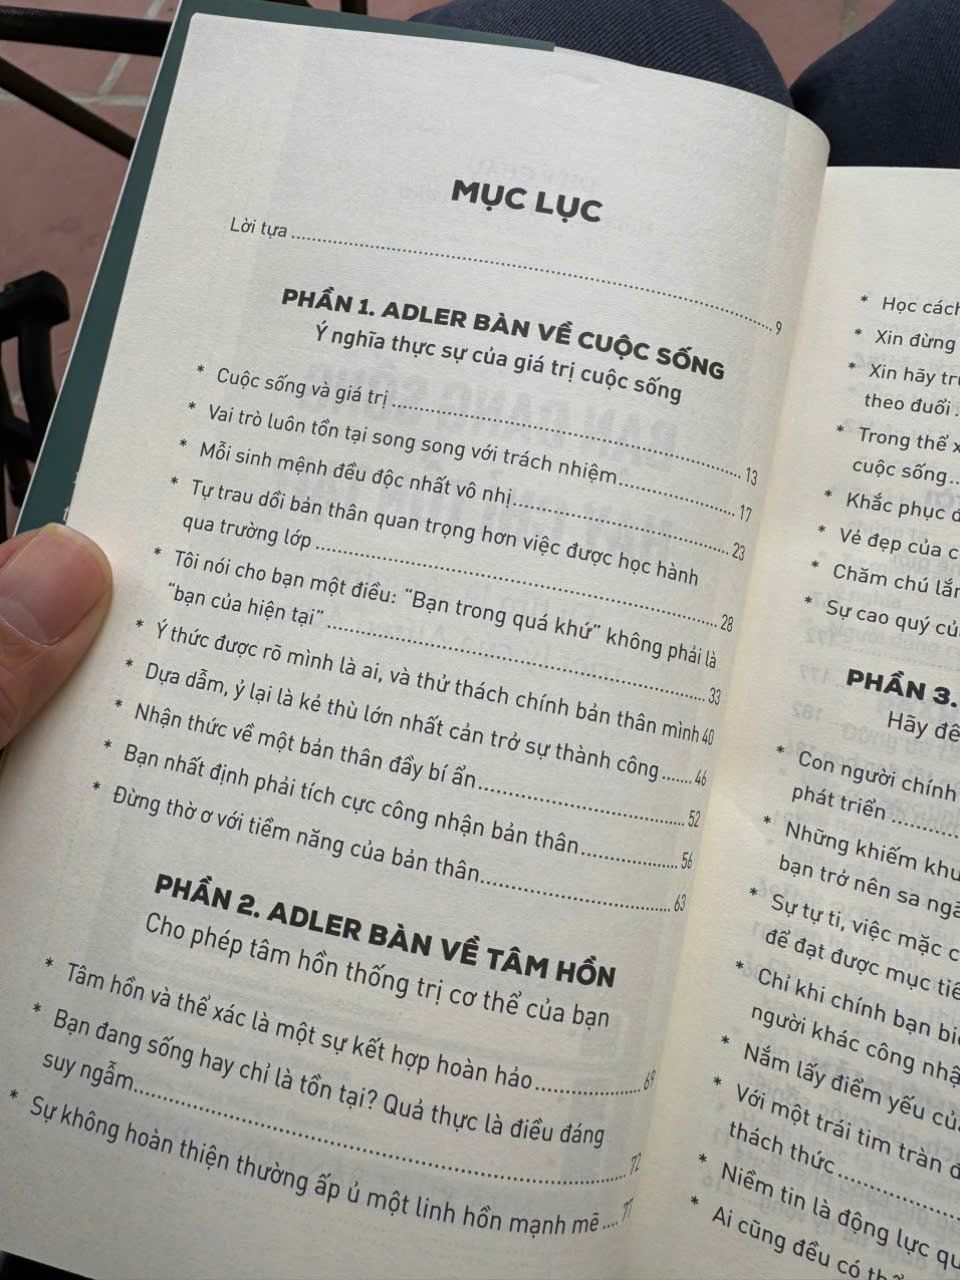 MỤC LỤC
Lời tựa ........ 9
PHẦN 1. ADLER BÀN VỀ CUỘC SỐNG
Ý nghĩa thực sự của giá trị cuộc sống
* Cuộc sống và giá trị ........ 13
* Vai trò luôn tồn tại song song với trách nhiệm........ 17
* Mỗi sinh mệnh đều độc nhất vô nhị........ 23
* Tự trau dồi bản thân quan trọng hơn việc được học hành
qua trường lớp ........ 28
* Tôi nói cho bạn một điều: “Bạn trong quá khứ” không phải là
“bạn của hiện tại” ........ 33
* Ý thức được rõ mình là ai, và thử thách chính bản thân mình 40
* Dựa dẫm, ỷ lại là kẻ thù lớn nhất cản trở sự thành công ....... 46
* Nhận thức về một bản thân đầy bí ẩn........ 52
* Bạn nhất định phải tích cực công nhận bản thân........ 56
* Đừng thờ ơ với tiềm năng của bản thân........ 63
PHẦN 2. ADLER BÀN VỀ TÂM HỒN
Cho phép tâm hồn thống trị cơ thể của bạn
* Tâm hồn và thể xác là một sự kết hợp hoàn hảo........ 69
* Bạn đang sống hay chỉ là tồn tại? Quả thực là điều đáng
suy ngẫm........ 72
* Sự không hoàn thiện thường ấp ủ một linh hồn mạnh mẽ .... 77
* Học cách
* Xin đừng
* Xin hãy
theo đuổi ..
* Trong thể
cuộc sống..
* Khắc phục
* Vẻ đẹp của
* Chăm chú
* Sự cao quý
PHẦN 3.
Hãy
* Con người chính
phát triển ........
* Những khiếm
bạn trở nên sa
* Sự tự ti, việc mặc
để đạt được mục
* Chỉ khi chính bạn
người khác công
* Nắm lấy điểm yếu
* Với một trái tim tràn
thách thức ........
* Niềm tin là động lực
* Ai cũng đều có